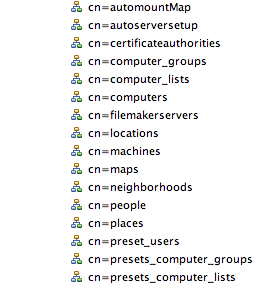 cn=automountMap
cn=autoserversetup
cn=certificateauthorities
cn=computer_groups
cn=computer_lists
cn=computers
cn=filemakerservers
cn=locations
cn=machines
cn=maps
cn=neighborhoods
cn=people
cn=places
cn=preset_users
cn=presets_computer_groups
cn=presets_computer_lists